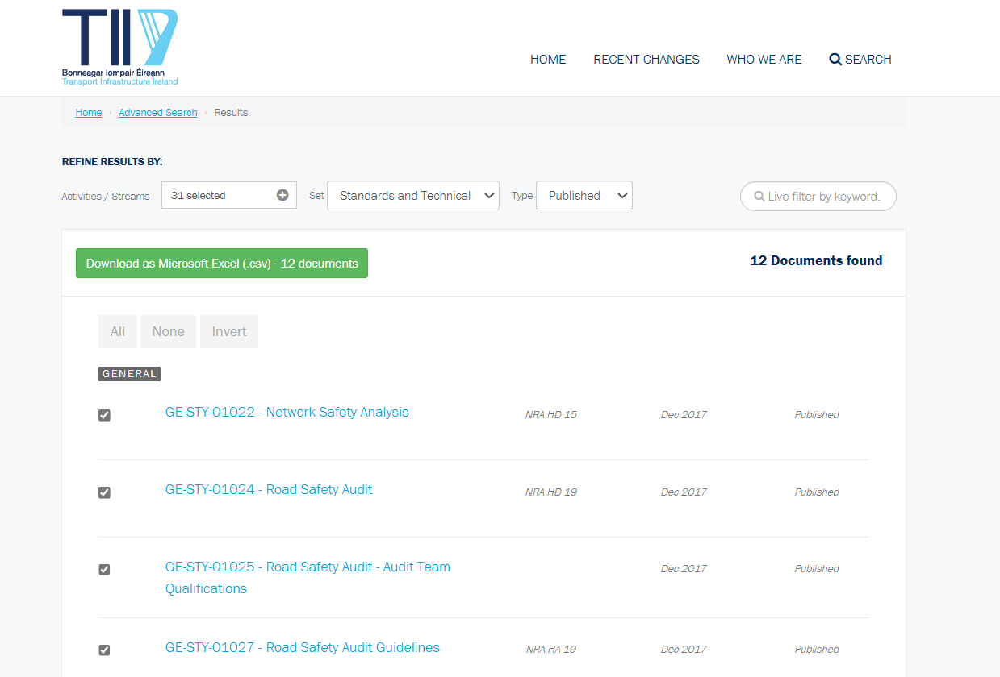 TII
Bonneagar Iompair Éireann
Transport Infrastructure Ireland
HOME RECENT CHANGES WHO WE ARE SEARCH
Home Advanced Search Results
REFINE RESULTS BY:
Activities / Streams 31 selected Set Standards and Technical Type Published Live filter by keyword.
Download as Microsoft Excel (.csv) - 12 documents 12 Documents found
All None Invert
GENERAL
GE-STY-01022 - Network Safety Analysis NRA HD 15 Dec 2017 Published
GE-STY-01024 - Road Safety Audit NRA HD 19 Dec 2017 Published
GE-STY-01025 - Road Safety Audit - Audit Team Dec 2017 Published
Qualifications
GE-STY-01027 - Road Safety Audit Guidelines NRA HA 19 Dec 2017 Published